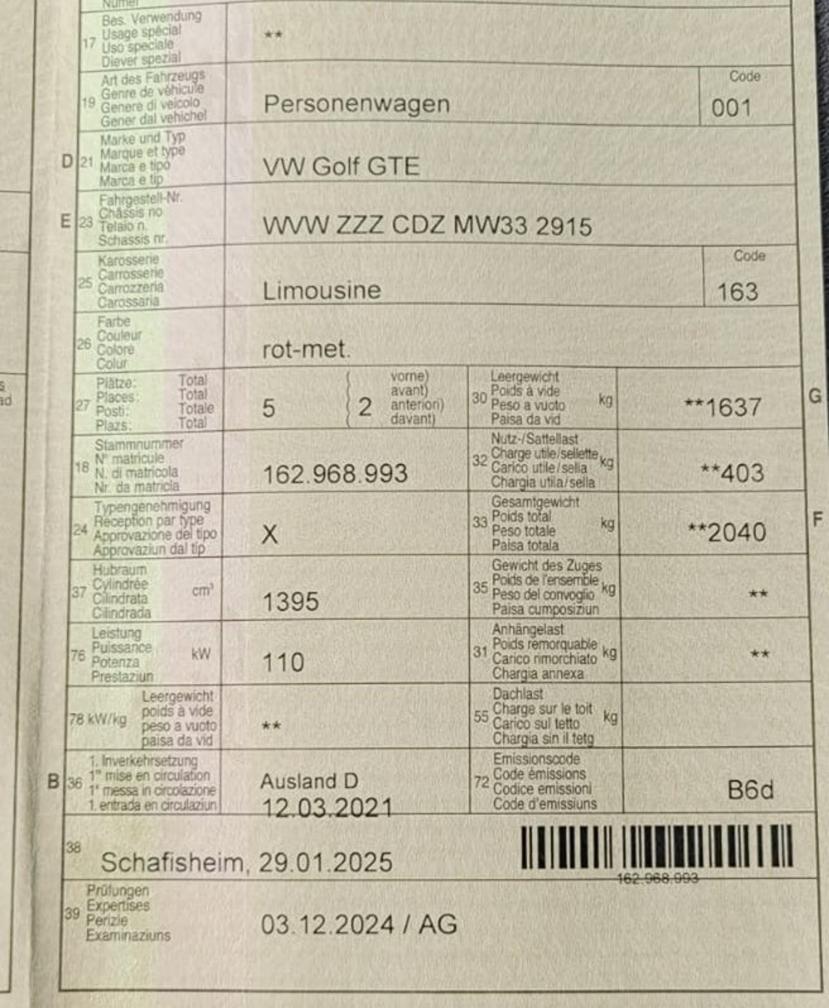 Numer
17 Bes. Verwendung
Usage spécial
Uso speciale
Diever spezial
**
19 Art des Fahrzeugs
Genre de véhicule
Genere di veicolo
Gener dal vehichel
Personenwagen
Code
001
D 21 Marke und Typ
Marque et type
Marca e tipo
Marca e tip
VW Golf GTE
E 23 Fahrgestell-Nr.
Châssis no
Telaio n.
Schassis nr.
WVW ZZZ CDZ MW33 2915
25 Karosserie
Carrosserie
Carrozzeria
Carossaria
Limousine
Code
163
26 Farbe
Couleur
Colore
Colur
rot-met.
27 Plätze: Total
Places: Total
Posti: Totale
Plazs: Total
5
( 2 vorne)
avant)
anteriori)
davant)
30 Leergewicht
Poids à vide
Peso a vuoto
Paisa da vid
kg
**1637
G
18 Stammnummer
N° matricule
N. di matricola
Nr. da matricla
162.968.993
32 Nutz-/Sattellast
Charge utile/sellette
Carico utile/sella
Chargia utila/sella
kg
**403
24 Typengenehmigung
Réception par type
Approvazione del tipo
Approvaziun dal tip
X
33 Gesamtgewicht
Poids total
Peso totale
Paisa totala
kg
**2040
F
37 Hubraum
Cylindrée
Cilindrata
Cilindrada
cm³
1395
35 Gewicht des Zuges
Poids de l'ensemble
Peso del convoglio
Paisa cumposiziun
kg
**
76 Leistung
Puissance
Potenza
Prestaziun
kW
110
31 Anhängelast
Poids remorquable
Carico rimorchiato
Chargia annexa
kg
**
78 kW/kg
Leergewicht
poids à vide
peso a vuoto
paisa da vid
**
55 Dachlast
Charge sur le toit
Carico sul tetto
Chargia sin il tetg
kg
B 36 1. Inverkehrsetzung
1re mise en circulation
1a messa in circolazione
1. entrada en circulaziun
Ausland D
12.03.2021
72 Emissionscode
Code émissions
Codice emissioni
Code d'emissiuns
B6d
38
Schafisheim, 29.01.2025
162.968.993
39 Prüfungen
Expertises
Perizie
Examinaziuns
03.12.2024 / AG